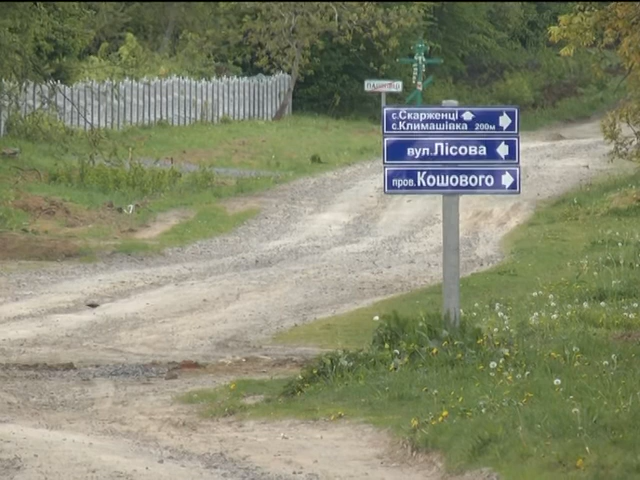 с.Скарженці
с.Климашівка 200м
вул.Лісова
пров.Кошового